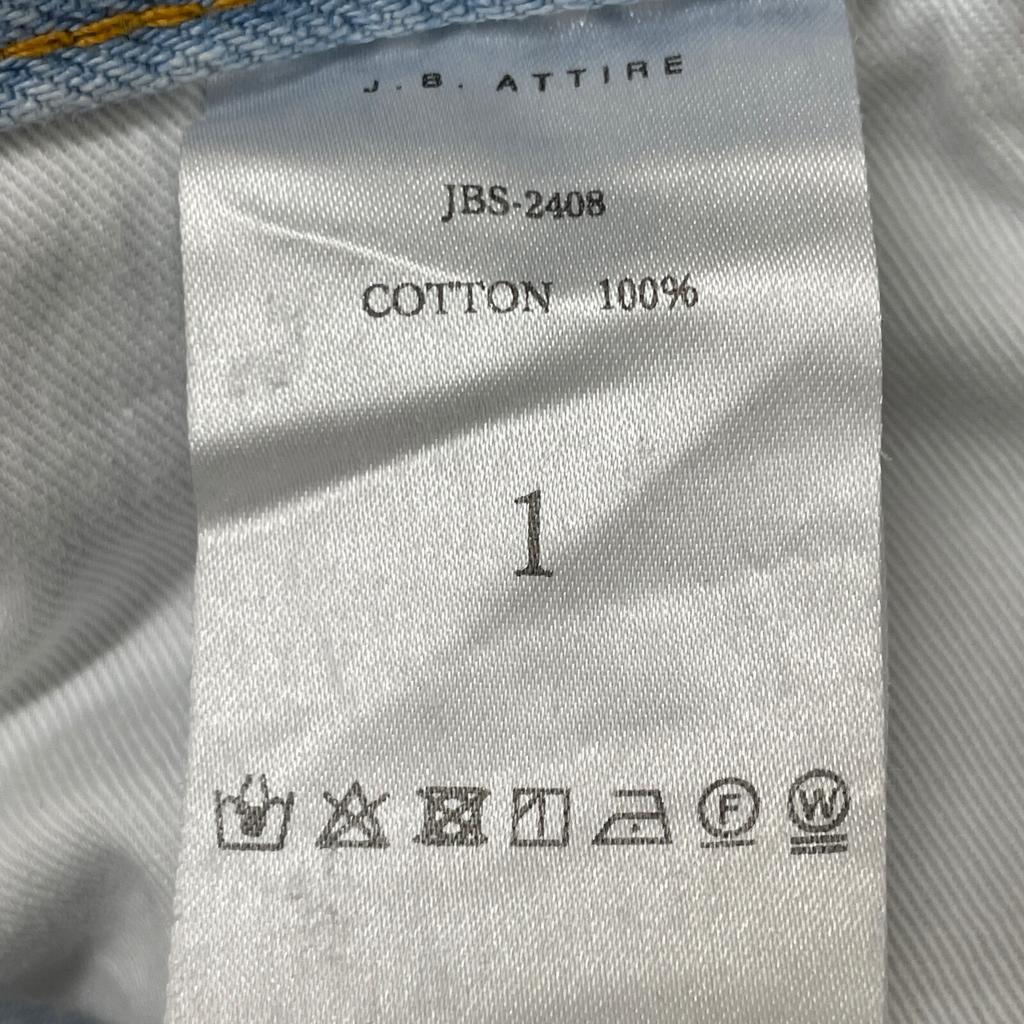 J.B. ATTIRE
JBS-2408
COTTON 100%
1
F W